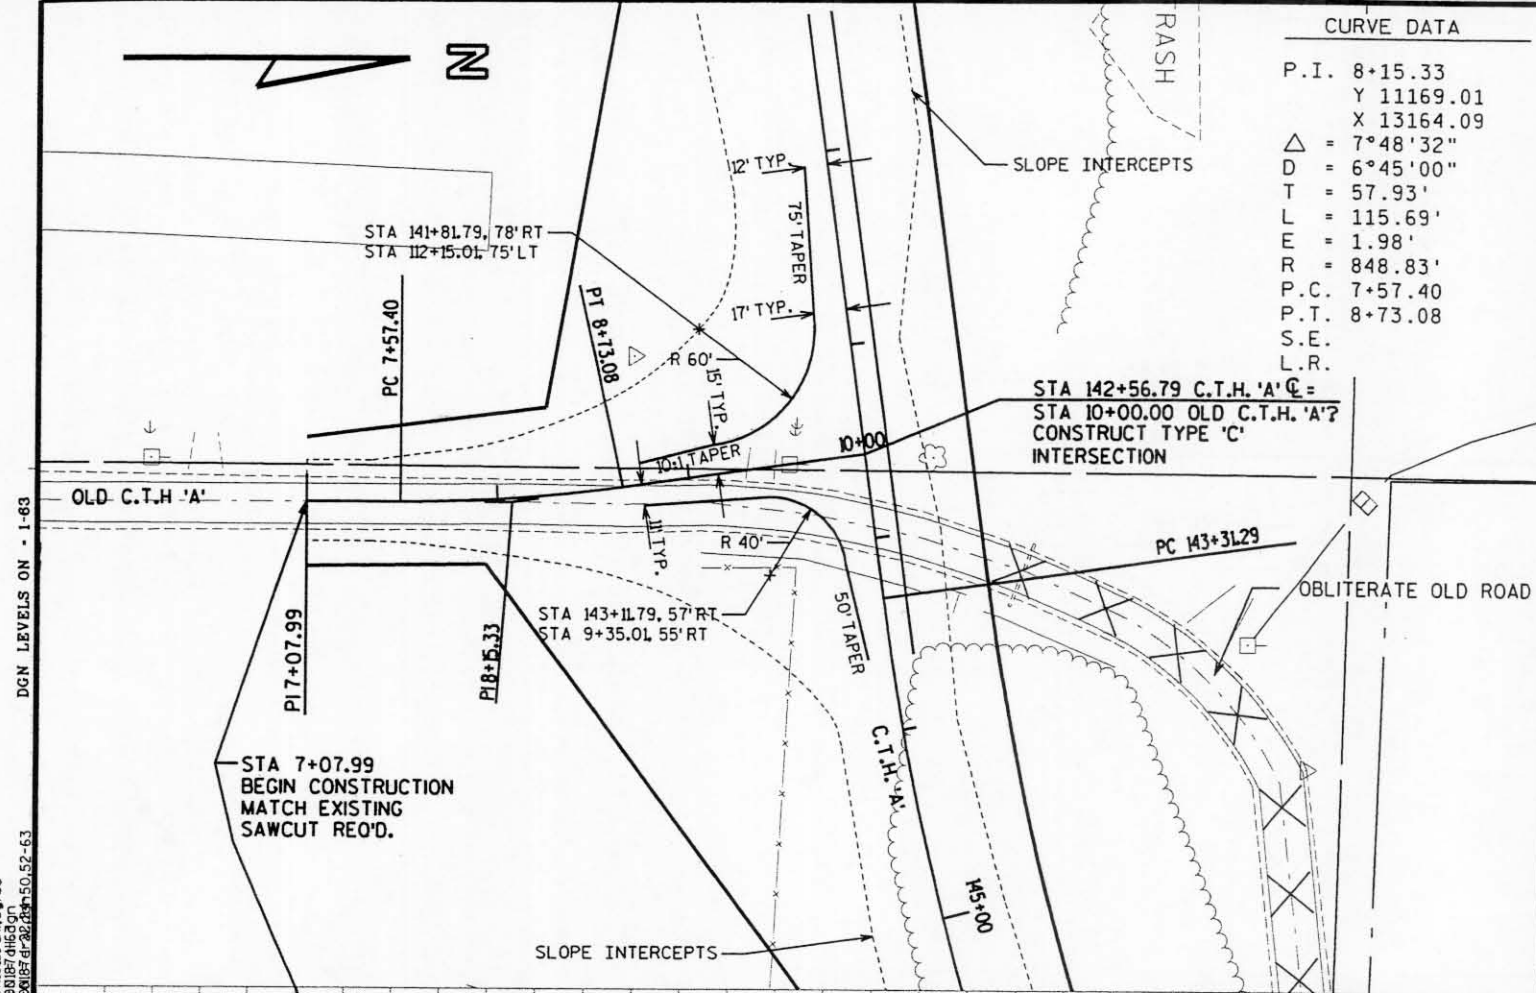 N
RASH
CURVE DATA
P.I. 8+15.33
Y 11169.01
X 13164.09
△ = 7°48'32"
D = 6°45'00"
T = 57.93'
L = 115.69'
E = 1.98'
R = 848.83'
P.C. 7+57.40
P.T. 8+73.08
S.E.
L.R.
12' TYP.
SLOPE INTERCEPTS
75' TAPER
STA 141+81.79, 78' RT
STA 112+15.01, 75' LT
PC 7+57.40
PT 8+73.08
17' TYP.
R 60'
15' TYP.
STA 142+56.79 C.T.H. 'A' ℄ =
STA 10+00.00 OLD C.T.H. 'A'?
CONSTRUCT TYPE 'C'
INTERSECTION
10+00
10:1 TAPER
OLD C.T.H 'A'
11' TYP.
R 40'
PC 143+31.29
OBLITERATE OLD ROAD
STA 143+11.79, 57' RT
STA 9+35.01, 55' RT
50' TAPER
PI 7+07.99
PI 8+15.33
STA 7+07.99
BEGIN CONSTRUCTION
MATCH EXISTING
SAWCUT REQ'D.
C.T.H. 'A'
145+00
SLOPE INTERCEPTS
DGN LEVELS ON - 1-63